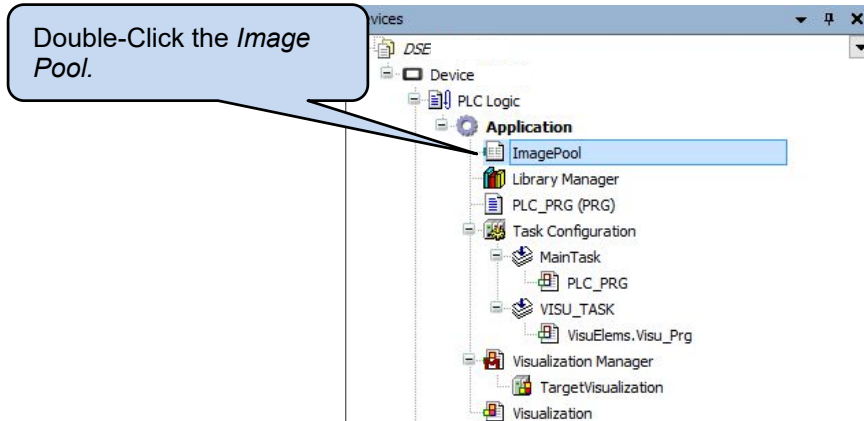 Double-Click the Image
Pool.
vices
DSE
Device
PLC Logic
Application
ImagePool
Library Manager
PLC_PRG (PRG)
Task Configuration
MainTask
PLC_PRG
VISU_TASK
VisuElems.Visu_Prg
Visualization Manager
TargetVisualization
Visualization